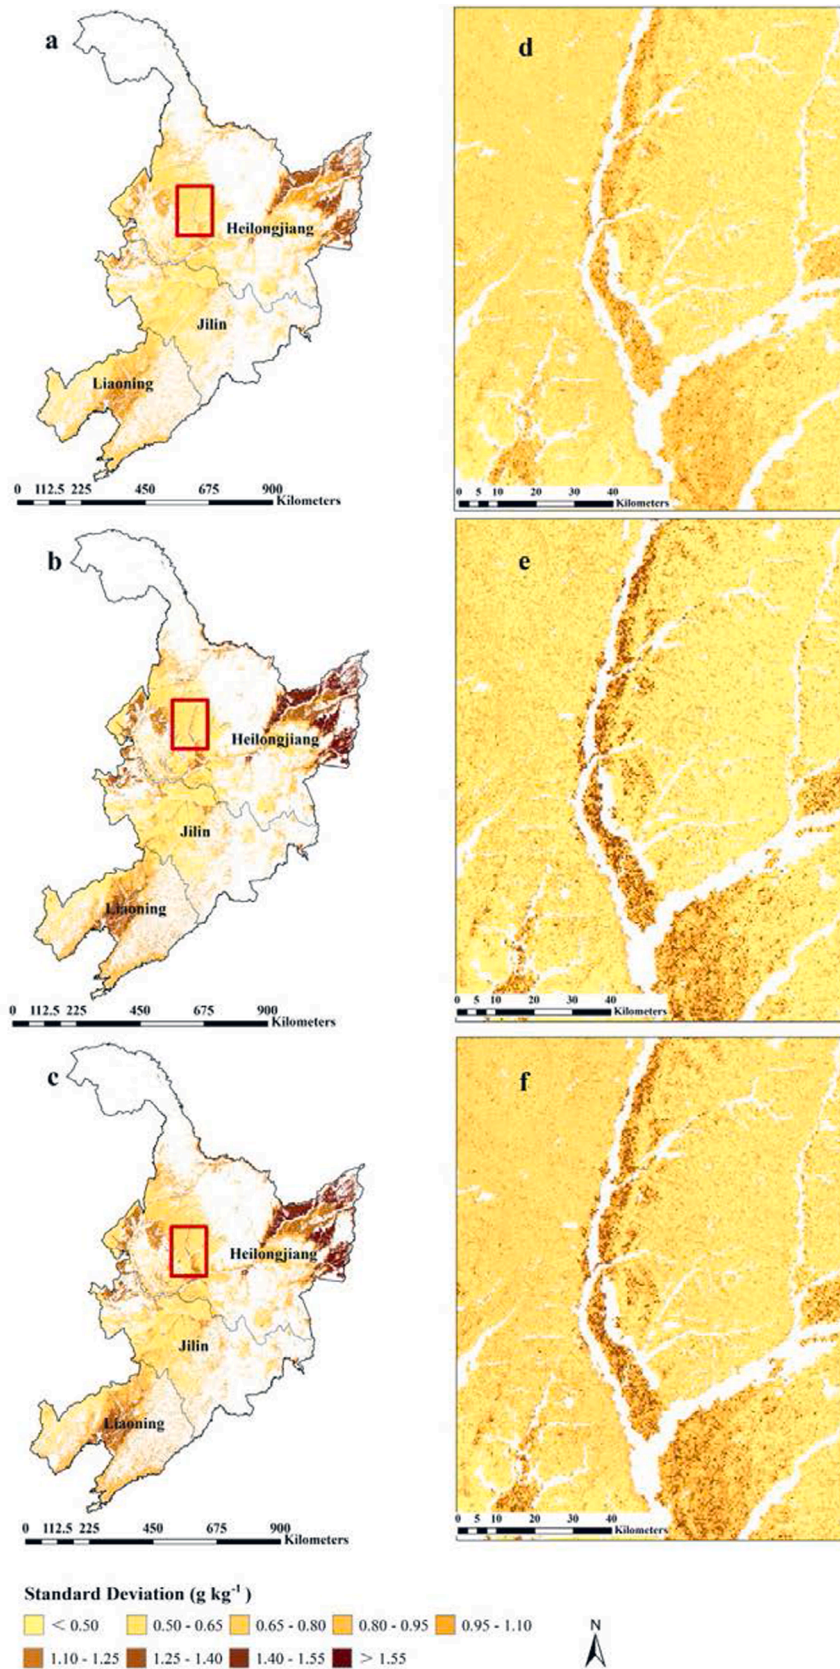 a
d
Heilongjiang
Jilin
Liaoning
0 112.5 225 450 675 900
Kilometers
0 5 10 20 30 40
Kilometers
b
e
Heilongjiang
Jilin
Liaoning
0 112.5 225 450 675 900
Kilometers
0 5 10 20 30 40
Kilometers
c
f
Heilongjiang
Jilin
Liaoning
0 112.5 225 450 675 900
Kilometers
0 5 10 20 30 40
Kilometers
Standard Deviation (g kg⁻¹ )
< 0.50 0.50 - 0.65 0.65 - 0.80 0.80 - 0.95 0.95 - 1.10
1.10 - 1.25 1.25 - 1.40 1.40 - 1.55 > 1.55
N